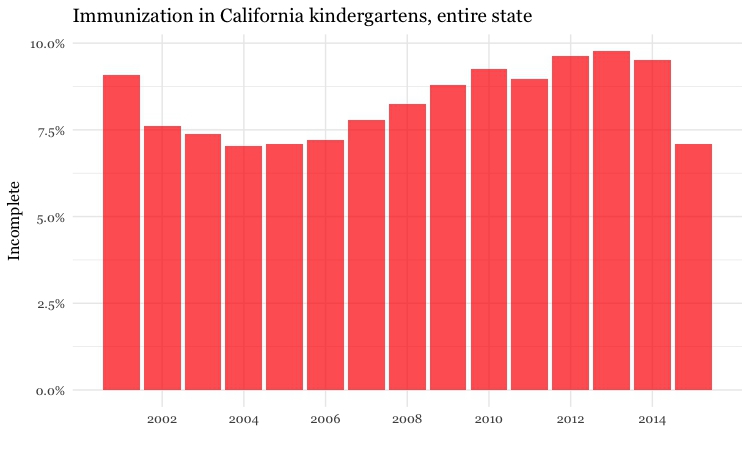 Immunization in California kindergartens, entire state
10.0%
7.5%
5.0%
2.5%
0.0%
Incomplete
2002 2004 2006 2008 2010 2012 2014